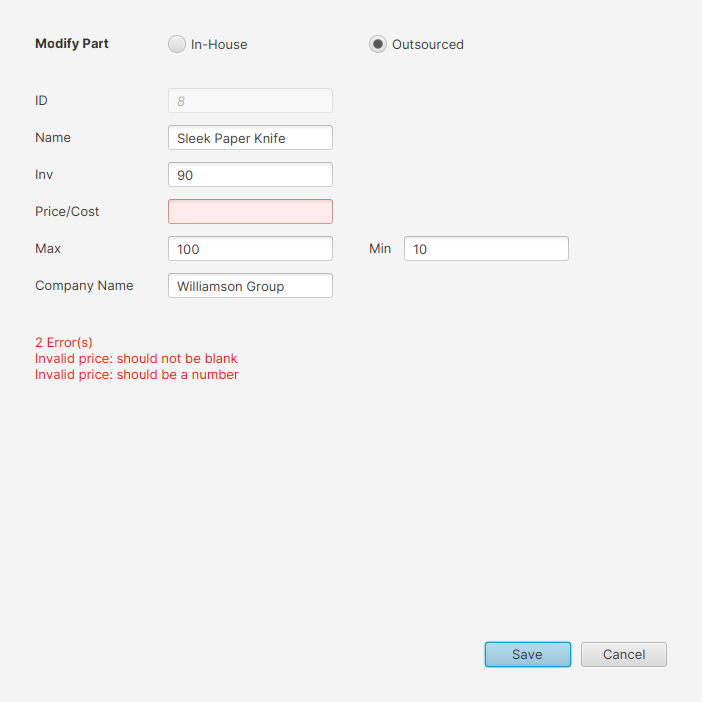 Modify Part In-House Outsourced
ID 8
Name Sleek Paper Knife
Inv 90
Price/Cost
Max 100 Min 10
Company Name Williamson Group
2 Error(s)
Invalid price: should not be blank
Invalid price: should be a number
Save Cancel